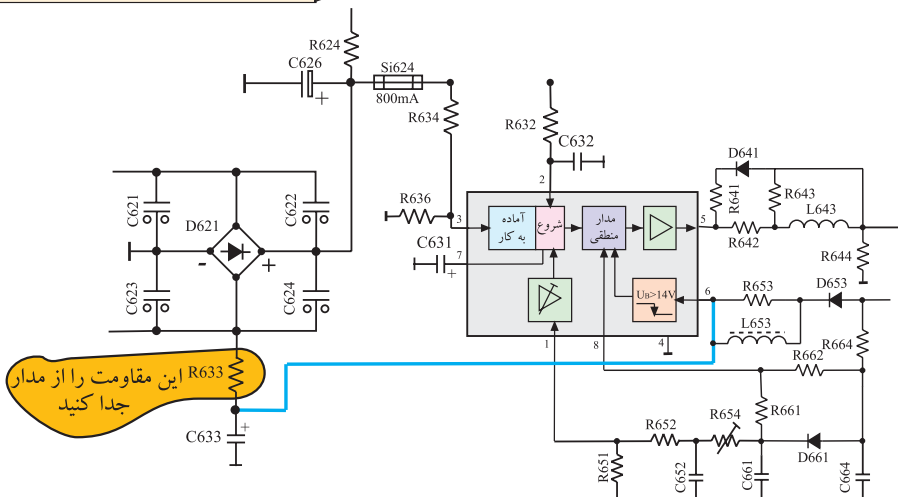 R624
C626
+
Si624
800mA
R634
R632
C632
2
R636
3
C631
+
7
آماده
به کار
شروع
مدار
منطقی
5
U_B>14V
6
1
8
4
D641
R641
R643
R642
L643
R644
R653
D653
L653
R664
R662
R661
R652
R654
D661
R651
C652
C661
C664
C621
C622
D621
-
+
C623
C624
R633
این مقاومت را از مدار
جدا کنید
+
C633